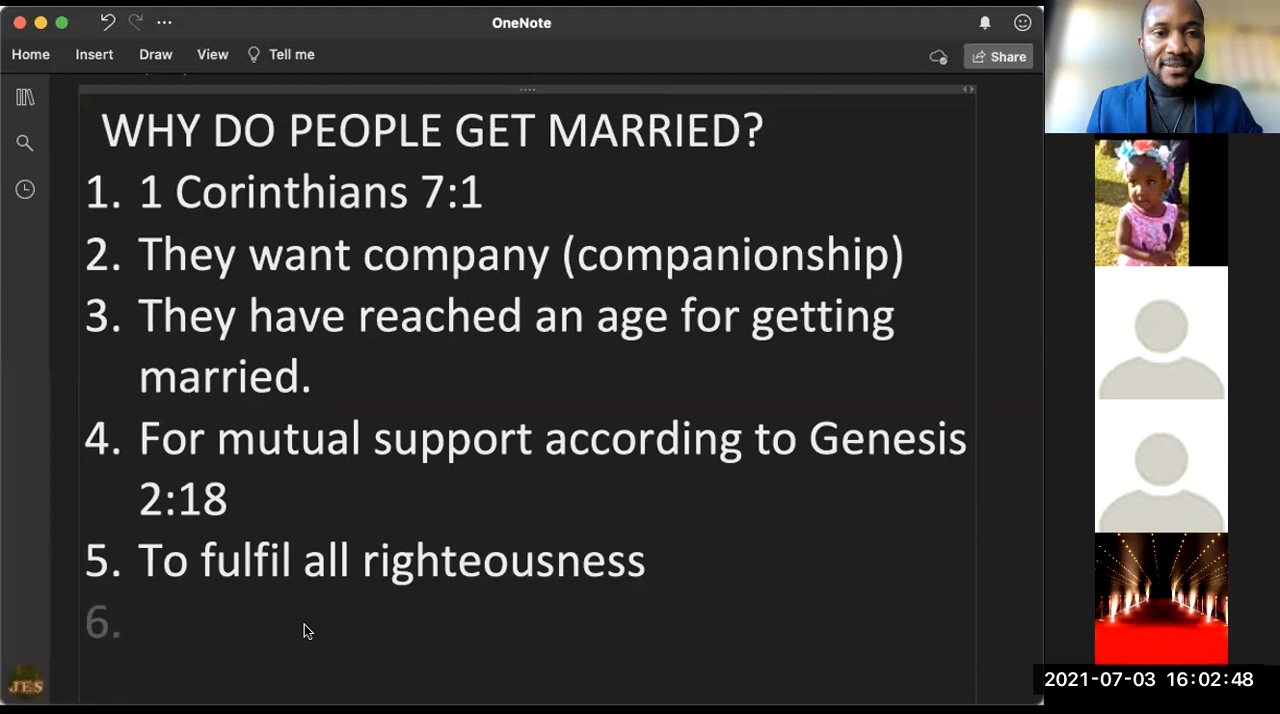 OneNote
Home Insert Draw View Tell me
Share
WHY DO PEOPLE GET MARRIED?
1. 1 Corinthians 7:1
2. They want company (companionship)
3. They have reached an age for getting
married.
4. For mutual support according to Genesis
2:18
5. To fulfil all righteousness
6.
JES
2021-07-03 16:02:48